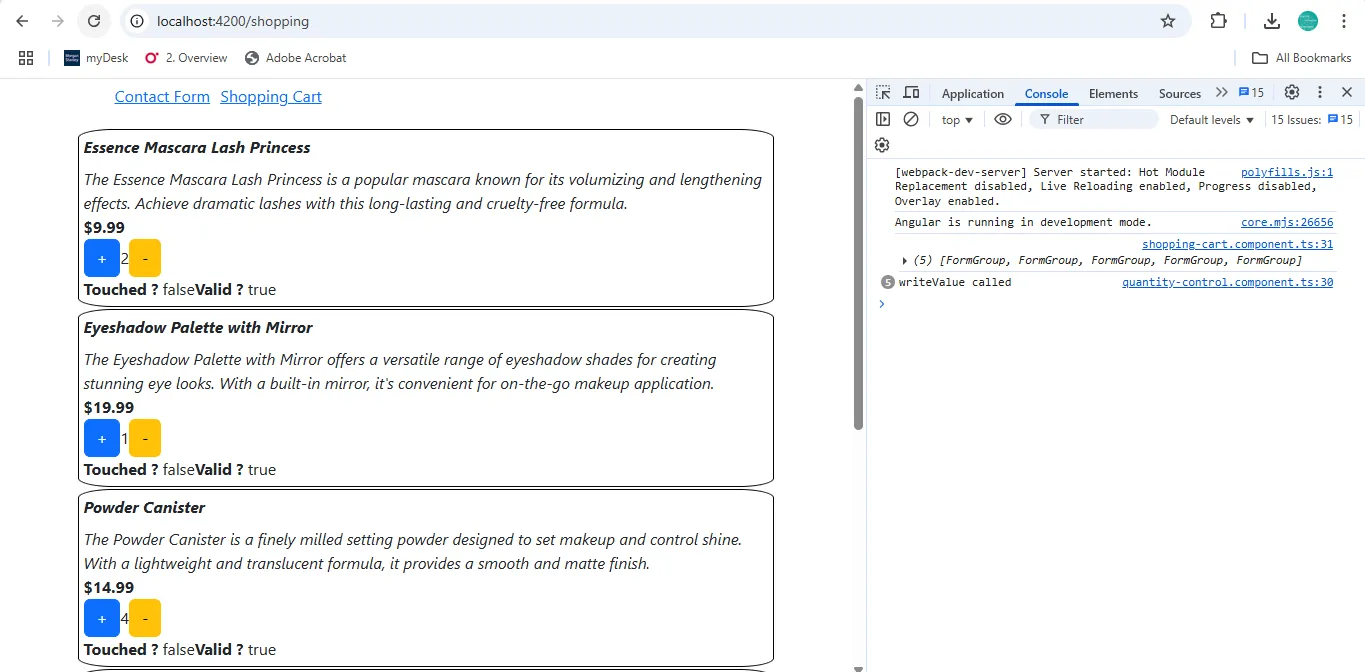 localhost:4200/shopping
myDesk
2. Overview
Adobe Acrobat
All Bookmarks
Contact Form Shopping Cart
Essence Mascara Lash Princess
The Essence Mascara Lash Princess is a popular mascara known for its volumizing and lengthening
effects. Achieve dramatic lashes with this long-lasting and cruelty-free formula.
$9.99
+ 2 -
Touched ? falseValid ? true
Eyeshadow Palette with Mirror
The Eyeshadow Palette with Mirror offers a versatile range of eyeshadow shades for creating
stunning eye looks. With a built-in mirror, it's convenient for on-the-go makeup application.
$19.99
+ 1 -
Touched ? falseValid ? true
Powder Canister
The Powder Canister is a finely milled setting powder designed to set makeup and control shine.
With a lightweight and translucent formula, it provides a smooth and matte finish.
$14.99
+ 4 -
Touched ? falseValid ? true
Application Console Elements Sources 15
top Filter Default levels 15 Issues: 15
[webpack-dev-server] Server started: Hot Module polyfills.js:1
Replacement disabled, Live Reloading enabled, Progress disabled,
Overlay enabled.
Angular is running in development mode. core.mjs:26656
shopping-cart.component.ts:31
(5) [FormGroup, FormGroup, FormGroup, FormGroup, FormGroup]
5 writeValue called quantity-control.component.ts:30